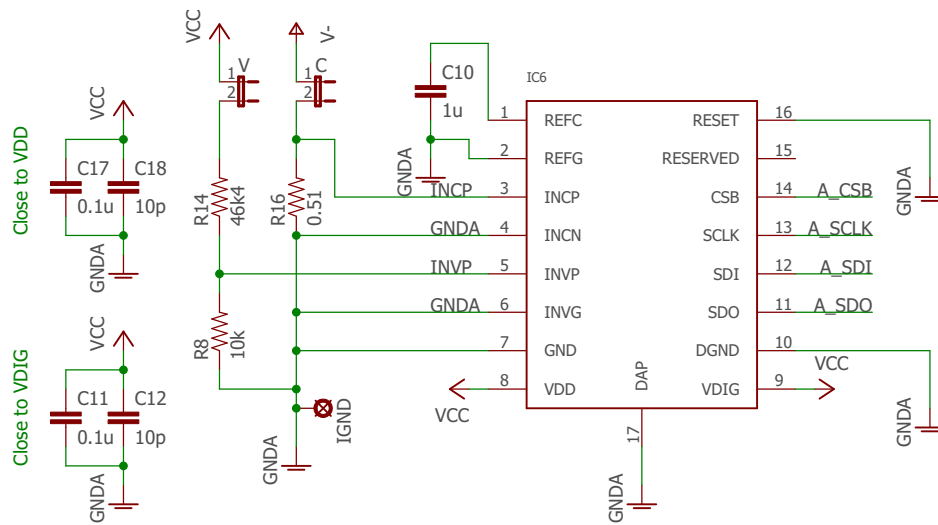 VCC
V-
V
C
1
2
1
2
C10
1u
GNDA
IC6
VCC
Close to VDD
C17
C18
0.1u
10p
GNDA
R14
46k4
R16
0.51
INCP
GNDA
INVP
GNDA
R8
10k
IGND
GNDA
VCC
Close to VDIG
C11
C12
0.1u
10p
GNDA
1 REFC RESET 16
2 REFG RESERVED 15
3 INCP CSB 14 A_CSB
4 INCN SCLK 13 A_SCLK
5 INVP SDI 12 A_SDI
6 INVG SDO 11 A_SDO
7 GND DGND 10
8 VDD VDIG 9
VCC
DAP
17
GNDA
VCC
GNDA
GNDA